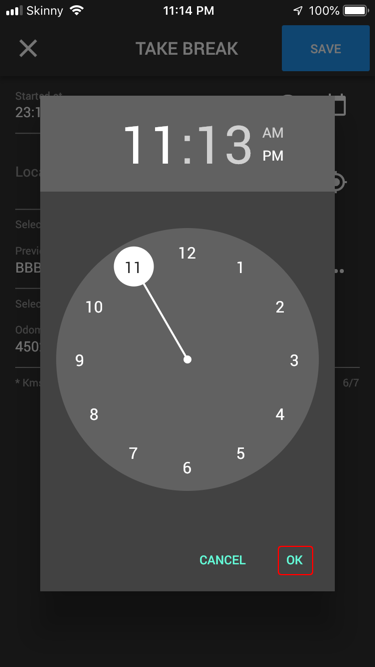 Skinny 11:14 PM 100%
TAKE BREAK SAVE
Started at
23:1
11:13 AM
PM
Loca
Selec
Previ
BBB
Selec
Odom
450
* Kms 6/7
12
11 1
10 2
9 3
8 4
7 5
6
CANCEL OK